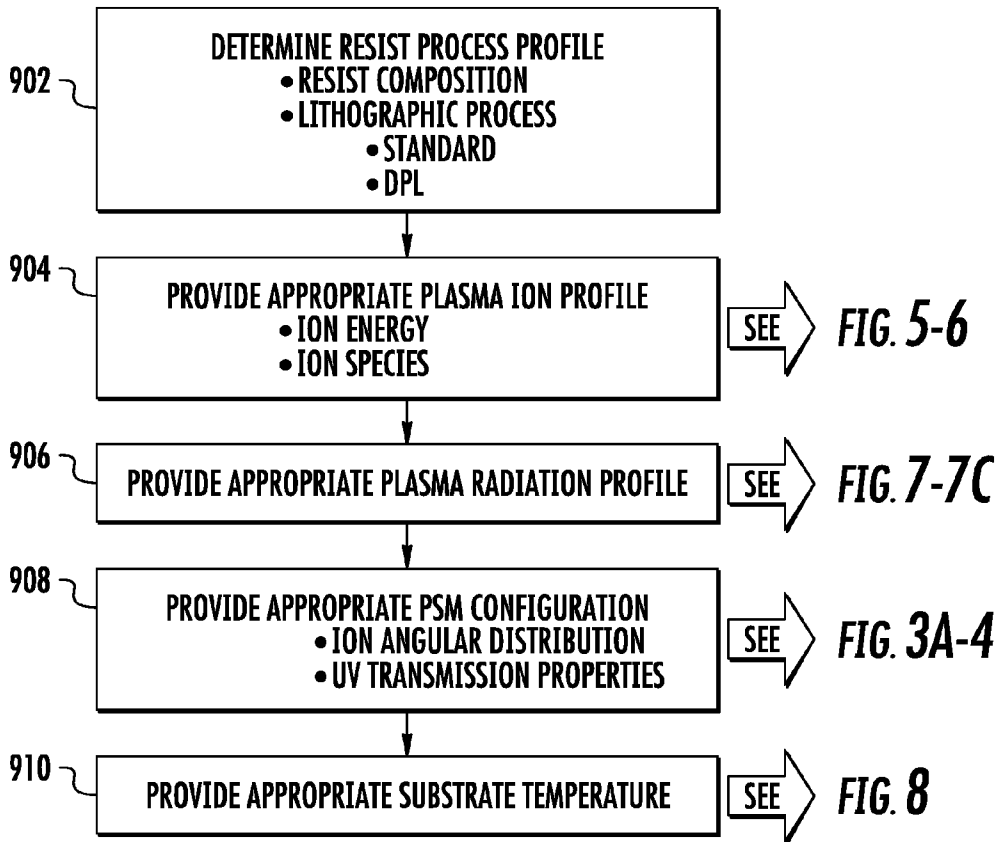 902
DETERMINE RESIST PROCESS PROFILE
• RESIST COMPOSITION
• LITHOGRAPHIC PROCESS
• STANDARD
• DPL
904
PROVIDE APPROPRIATE PLASMA ION PROFILE
• ION ENERGY
• ION SPECIES
SEE
FIG. 5-6
906
PROVIDE APPROPRIATE PLASMA RADIATION PROFILE
SEE
FIG. 7-7C
908
PROVIDE APPROPRIATE PSM CONFIGURATION
• ION ANGULAR DISTRIBUTION
• UV TRANSMISSION PROPERTIES
SEE
FIG. 3A-4
910
PROVIDE APPROPRIATE SUBSTRATE TEMPERATURE
SEE
FIG. 8